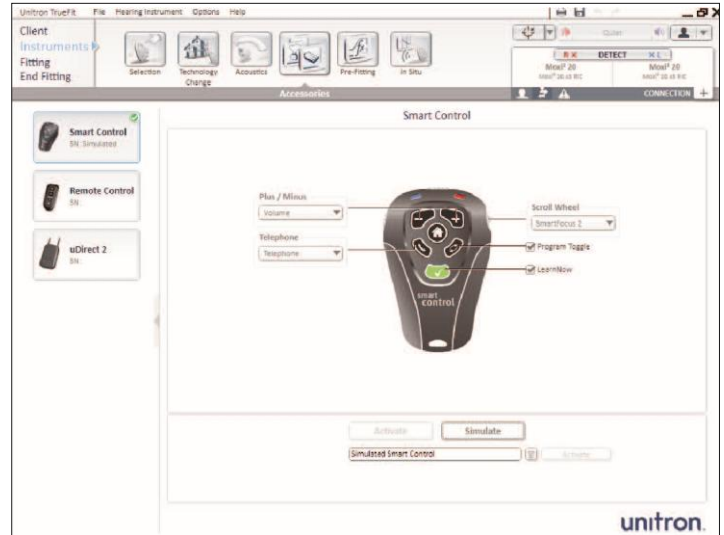 Unitron TrueFit File Hearing Instrument Options Help
Client
Instruments
Fitting
End Fitting
Selection
Technology Change
Acoustics
Pre-Fitting
In Situ
Accessories
Quiet
R X DETECT X L
Moxi² 20
Moxi² 20
CONNECTION +
Smart Control
SN: Simulated
Remote Control
SN:
uDirect 2
SN:
Smart Control
Plus / Minus
Volume
Telephone
Telephone
Scroll Wheel
SmartFocus 2
Program Toggle
LearnNow
smart
control
Activate
Simulate
Simulated Smart Control
Activate
unitron.